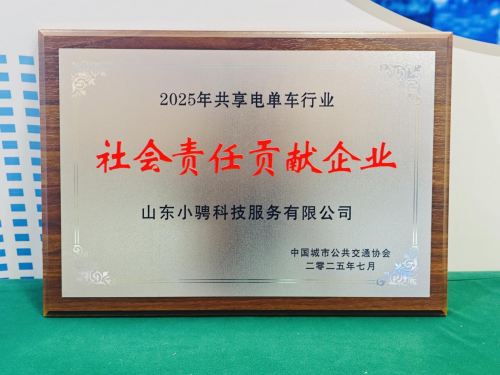 2025年共享电单车行业
社会责任贡献企业
山东小骋科技服务有限公司
中国城市公共交通协会
二零二五年七月